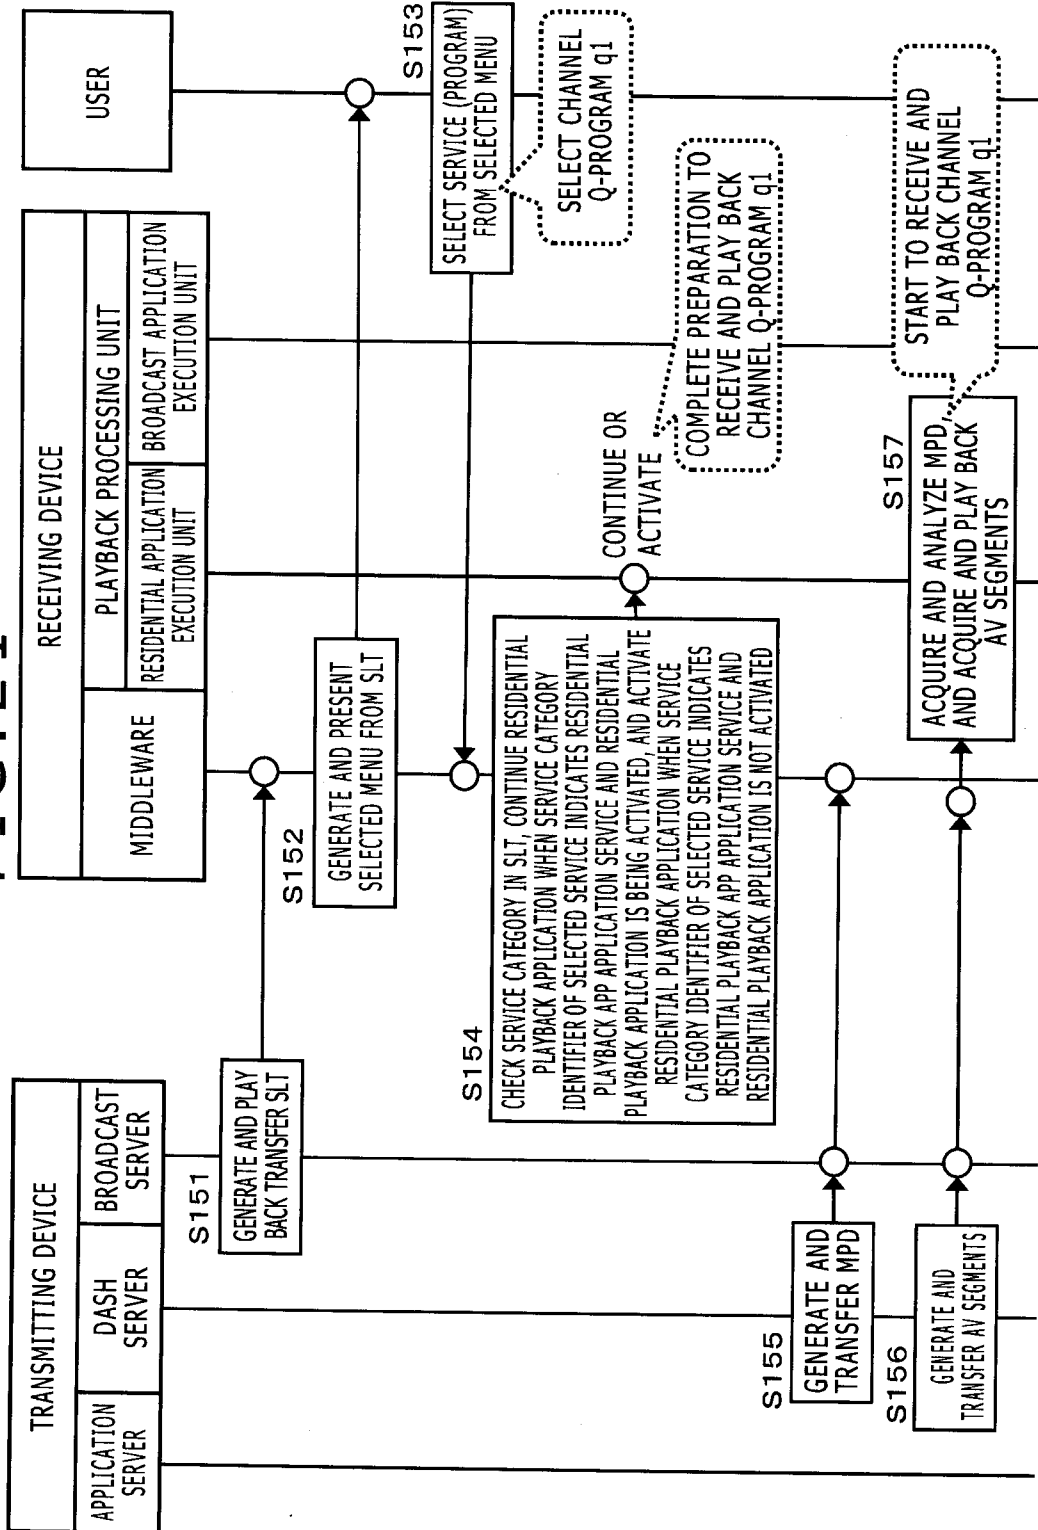 TRANSMITTING DEVICE
APPLICATION
SERVER
DASH
SERVER
BROADCAST
SERVER
RECEIVING DEVICE
MIDDLEWARE
PLAYBACK PROCESSING UNIT
RESIDENTIAL APPLICATION
EXECUTION UNIT
BROADCAST APPLICATION
EXECUTION UNIT
USER
S151
GENERATE AND PLAY
BACK TRANSFER SLT
S152
GENERATE AND PRESENT
SELECTED MENU FROM SLT
S153
SELECT SERVICE (PROGRAM)
FROM SELECTED MENU
SELECT CHANNEL
Q-PROGRAM q1
S154
CHECK SERVICE CATEGORY IN SLT, CONTINUE RESIDENTIAL
PLAYBACK APPLICATION WHEN SERVICE CATEGORY
IDENTIFIER OF SELECTED SERVICE INDICATES RESIDENTIAL
PLAYBACK APP APPLICATION SERVICE AND RESIDENTIAL
PLAYBACK APPLICATION IS BEING ACTIVATED, AND ACTIVATE
RESIDENTIAL PLAYBACK APPLICATION WHEN SERVICE
CATEGORY IDENTIFIER OF SELECTED SERVICE INDICATES
RESIDENTIAL PLAYBACK APP APPLICATION SERVICE AND
RESIDENTIAL PLAYBACK APPLICATION IS NOT ACTIVATED
CONTINUE OR
ACTIVATE
COMPLETE PREPARATION TO
RECEIVE AND PLAY BACK
CHANNEL Q-PROGRAM q1
S155
GENERATE AND
TRANSFER MPD
S156
GENERATE AND
TRANSFER AV SEGMENTS
S157
ACQUIRE AND ANALYZE MPD,
AND ACQUIRE AND PLAY BACK
AV SEGMENTS
START TO RECEIVE AND
PLAY BACK CHANNEL
Q-PROGRAM q1